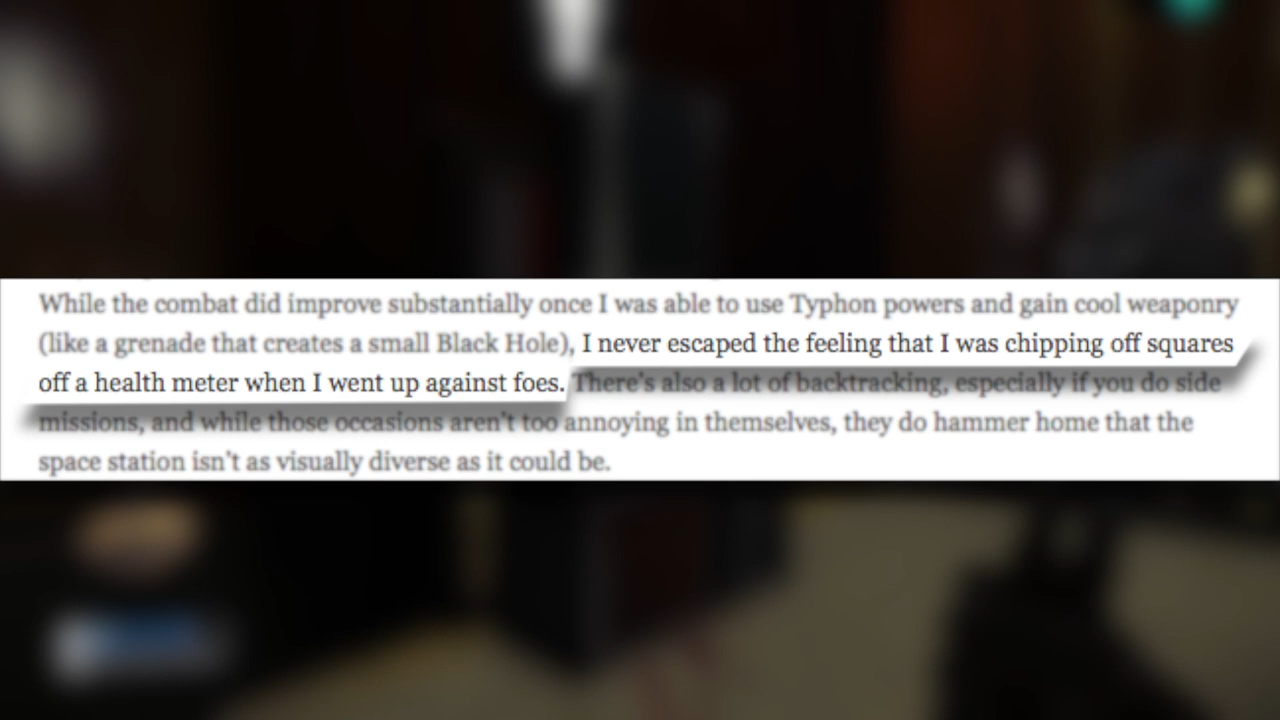 While the combat did improve substantially once I was able to use Typhon powers and gain cool weaponry
(like a grenade that creates a small Black Hole), I never escaped the feeling that I was chipping off squares
off a health meter when I went up against foes. There's also a lot of backtracking, especially if you do side
missions, and while those occasions aren't too annoying in themselves, they do hammer home that the
space station isn't as visually diverse as it could be.